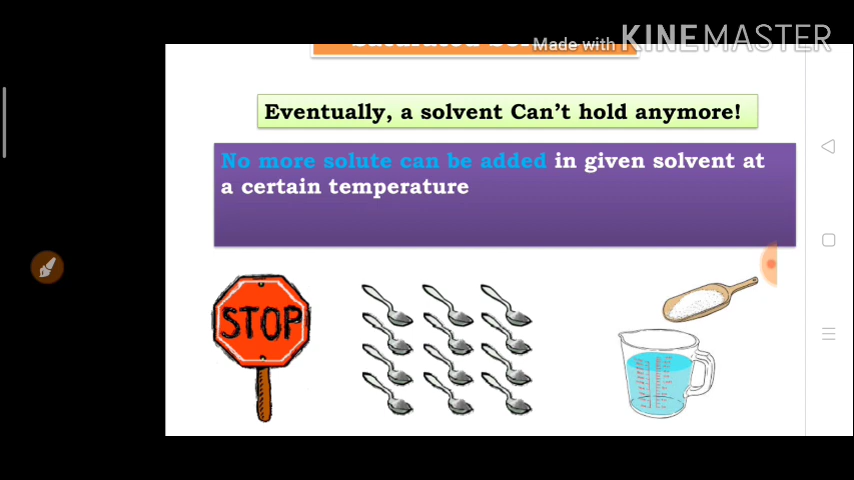 Made with KINEMASTER
Eventually, a solvent Can't hold anymore!
No more solute can be added in given solvent at
a certain temperature
STOP